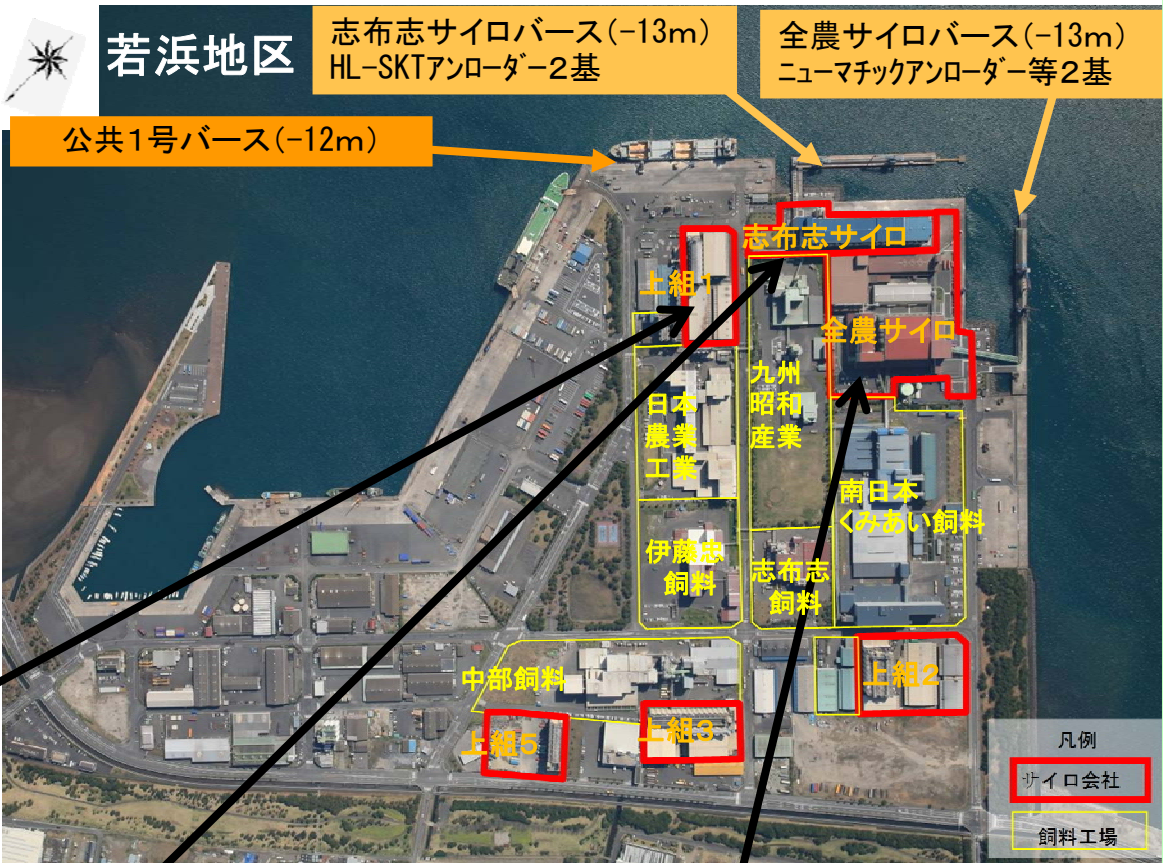 若浜地区
志布志サイロバース(-13m)
HL-SKTアンローダー2基
全農サイロバース(-13m)
ニューマチックアンローダー等2基
公共1号バース(-12m)
志布志サイロ
上組1
全農サイロ
九州
昭和
産業
日本
農業
工業
南日本
くみあい飼料
伊藤忠
飼料
志布志
飼料
中部飼料
上組2
上組5
上組3
凡例
サイロ会社
飼料工場